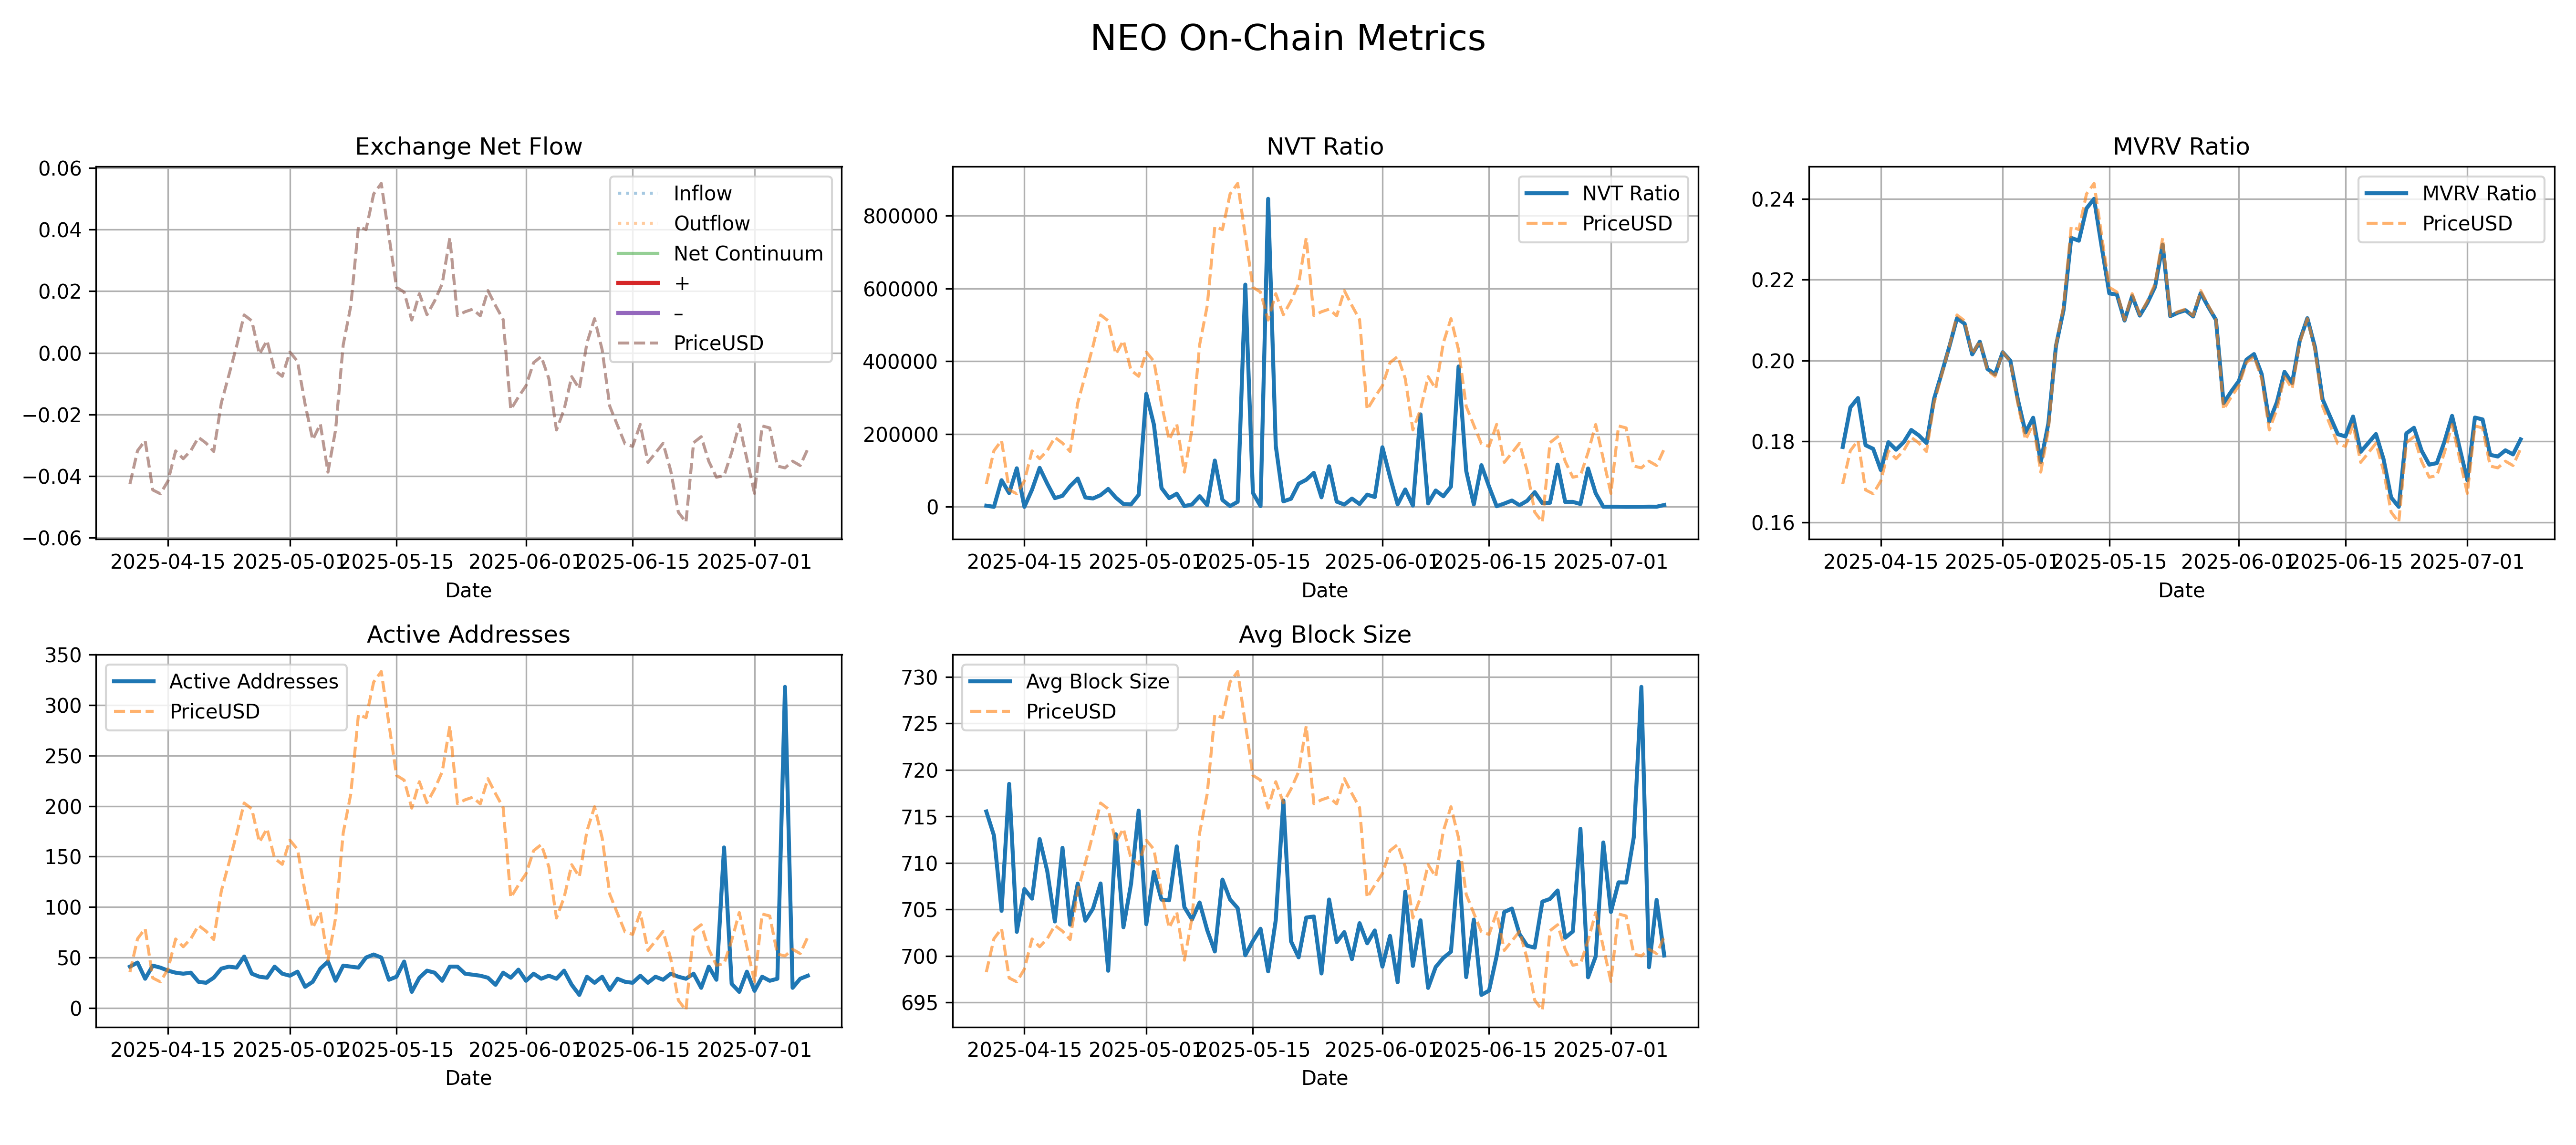 NEO On-Chain Metrics
Exchange Net Flow
0.06
0.04
0.02
0.00
−0.02
−0.04
−0.06
Inflow
Outflow
Net Continuum
+
–
PriceUSD
2025-04-15 2025-05-01 2025-05-15 2025-06-01 2025-06-15 2025-07-01
Date
NVT Ratio
800000
600000
400000
200000
0
NVT Ratio
PriceUSD
2025-04-15 2025-05-01 2025-05-15 2025-06-01 2025-06-15 2025-07-01
Date
MVRV Ratio
0.24
0.22
0.20
0.18
0.16
MVRV Ratio
PriceUSD
2025-04-15 2025-05-01 2025-05-15 2025-06-01 2025-06-15 2025-07-01
Date
Active Addresses
350
300
250
200
150
100
50
0
Active Addresses
PriceUSD
2025-04-15 2025-05-01 2025-05-15 2025-06-01 2025-06-15 2025-07-01
Date
Avg Block Size
730
725
720
715
710
705
700
695
Avg Block Size
PriceUSD
2025-04-15 2025-05-01 2025-05-15 2025-06-01 2025-06-15 2025-07-01
Date